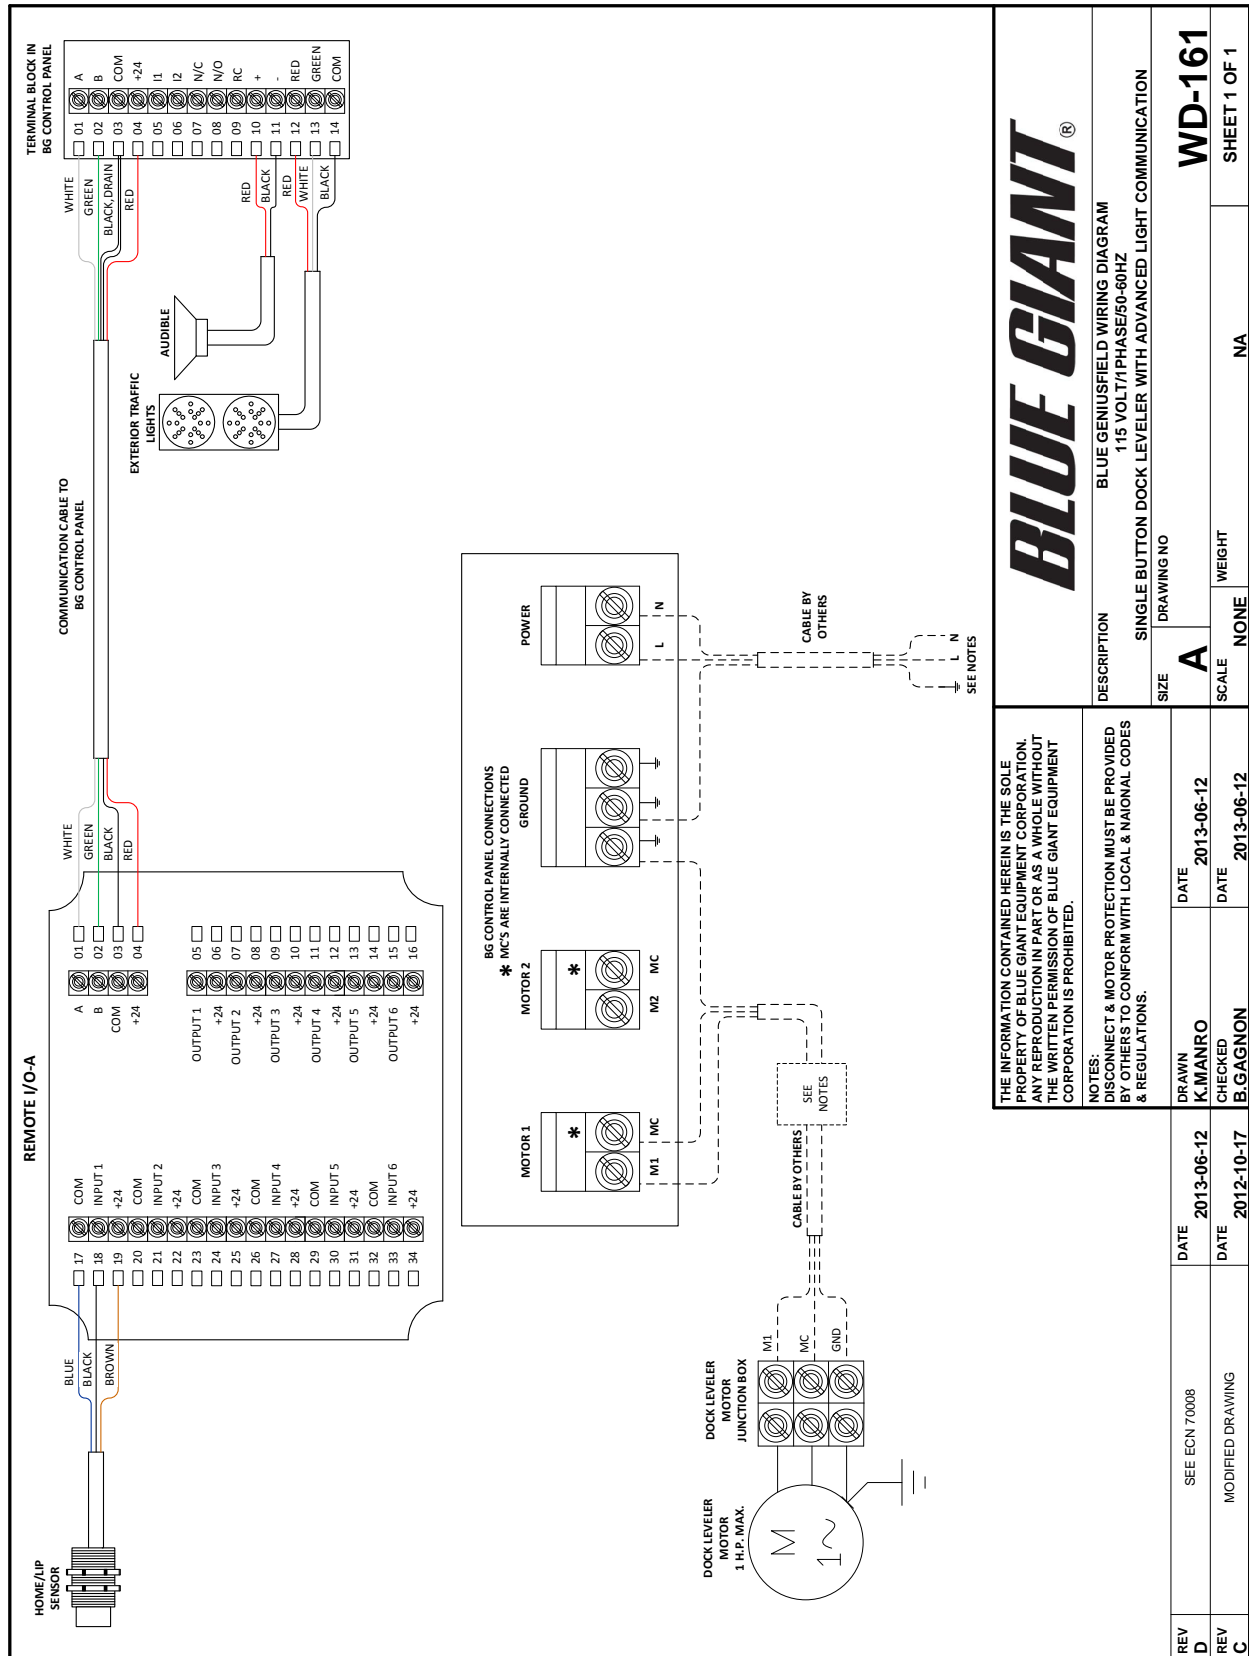 HOME/LIP
SENSOR
BLUE
BLACK
BROWN
REMOTE I/O-A
17 COM
18 INPUT 1
19 +24
20 COM
21 INPUT 2
22 +24
23 COM
24 INPUT 3
25 +24
26 COM
27 INPUT 4
28 +24
29 COM
30 INPUT 5
31 +24
32 COM
33 INPUT 6
34 +24
A 01
B 02
COM 03
+24 04
OUTPUT 1 05
+24 06
OUTPUT 2 07
+24 08
OUTPUT 3 09
+24 10
OUTPUT 4 11
+24 12
OUTPUT 5 13
+24 14
OUTPUT 6 15
+24 16
WHITE
GREEN
BLACK
RED
COMMUNICATION CABLE TO
BG CONTROL PANEL
WHITE
GREEN
BLACK,DRAIN
RED
TERMINAL BLOCK IN
BG CONTROL PANEL
01 A
02 B
03 COM
04 +24
05 I1
06 I2
07 N/C
08 N/O
09 RC
10 +
11 -
12 RED
13 GREEN
14 COM
RED
BLACK
RED
WHITE
BLACK
AUDIBLE
EXTERIOR TRAFFIC
LIGHTS
BG CONTROL PANEL CONNECTIONS
* MC'S ARE INTERNALLY CONNECTED
MOTOR 1
*
M1 MC
MOTOR 2
*
M2 MC
GROUND
POWER
L N
CABLE BY
OTHERS
L N
SEE NOTES
SEE
NOTES
CABLE BY OTHERS
DOCK LEVELER
MOTOR
JUNCTION BOX
M1
MC
GND
DOCK LEVELER
MOTOR
1 H.P. MAX.
M
1~
THE INFORMATION CONTAINED HEREIN IS THE SOLE
PROPERTY OF BLUE GIANT EQUIPMENT CORPORATION.
ANY REPRODUCTION IN PART OR AS A WHOLE WITHOUT
THE WRITTEN PERMISSION OF BLUE GIANT EQUIPMENT
CORPORATION IS PROHIBITED.
NOTES:
DISCONNECT & MOTOR PROTECTION MUST BE PROVIDED
BY OTHERS TO CONFORM WITH LOCAL & NAIONAL CODES
& REGULATIONS.
BLUE GIANT ®
DESCRIPTION
BLUE GENIUSFIELD WIRING DIAGRAM
115 VOLT/1PHASE/50-60HZ
SINGLE BUTTON DOCK LEVELER WITH ADVANCED LIGHT COMMUNICATION
REV D
SEE ECN 70008
DATE 2013-06-12
DRAWN K.MANRO
DATE 2013-06-12
SIZE A
DRAWING NO WD-161
REV C
MODIFIED DRAWING
DATE 2012-10-17
CHECKED B.GAGNON
DATE 2013-06-12
SCALE NONE
WEIGHT NA
SHEET 1 OF 1